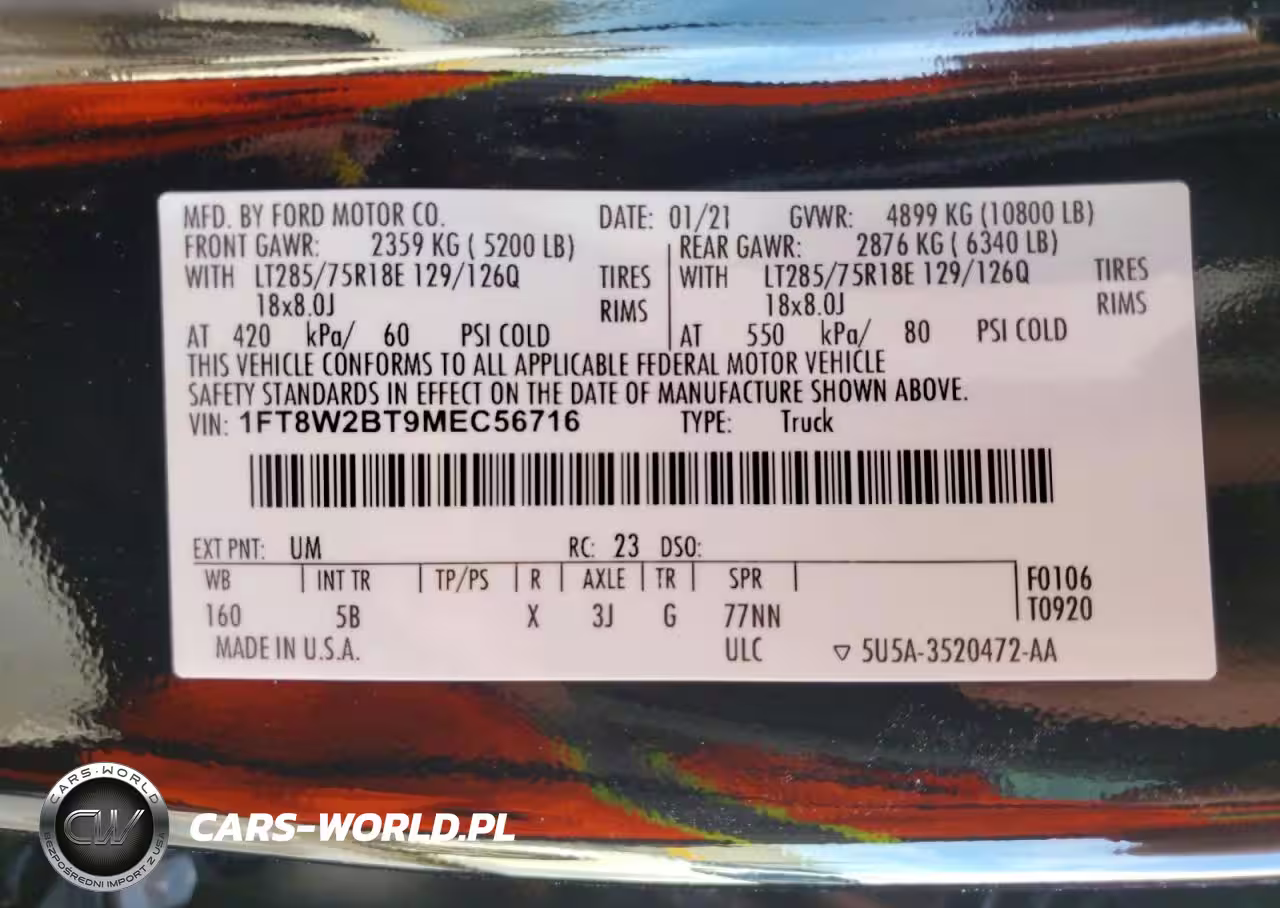 MFD. BY FORD MOTOR CO. DATE: 01/21 GVWR: 4899 KG (10800 LB)
FRONT GAWR: 2359 KG ( 5200 LB) REAR GAWR: 2876 KG ( 6340 LB)
WITH LT285/75R18E 129/126Q TIRES WITH LT285/75R18E 129/126Q TIRES
18x8.0J RIMS 18x8.0J RIMS
AT 420 kPa/ 60 PSI COLD AT 550 kPa/ 80 PSI COLD
THIS VEHICLE CONFORMS TO ALL APPLICABLE FEDERAL MOTOR VEHICLE
SAFETY STANDARDS IN EFFECT ON THE DATE OF MANUFACTURE SHOWN ABOVE.
VIN: 1FT8W2BT9MEC56716 TYPE: Truck
EXT PNT: UM RC: 23 DSO:
WB INT TR TP/PS R AXLE TR SPR F0106
160 5B X 3J G 77NN T0920
MADE IN U.S.A. ULC ▽ 5U5A-3520472-AA
CARS-WORLD
CW
BEZPOŚREDNI IMPORT Z USA
CARS-WORLD.PL